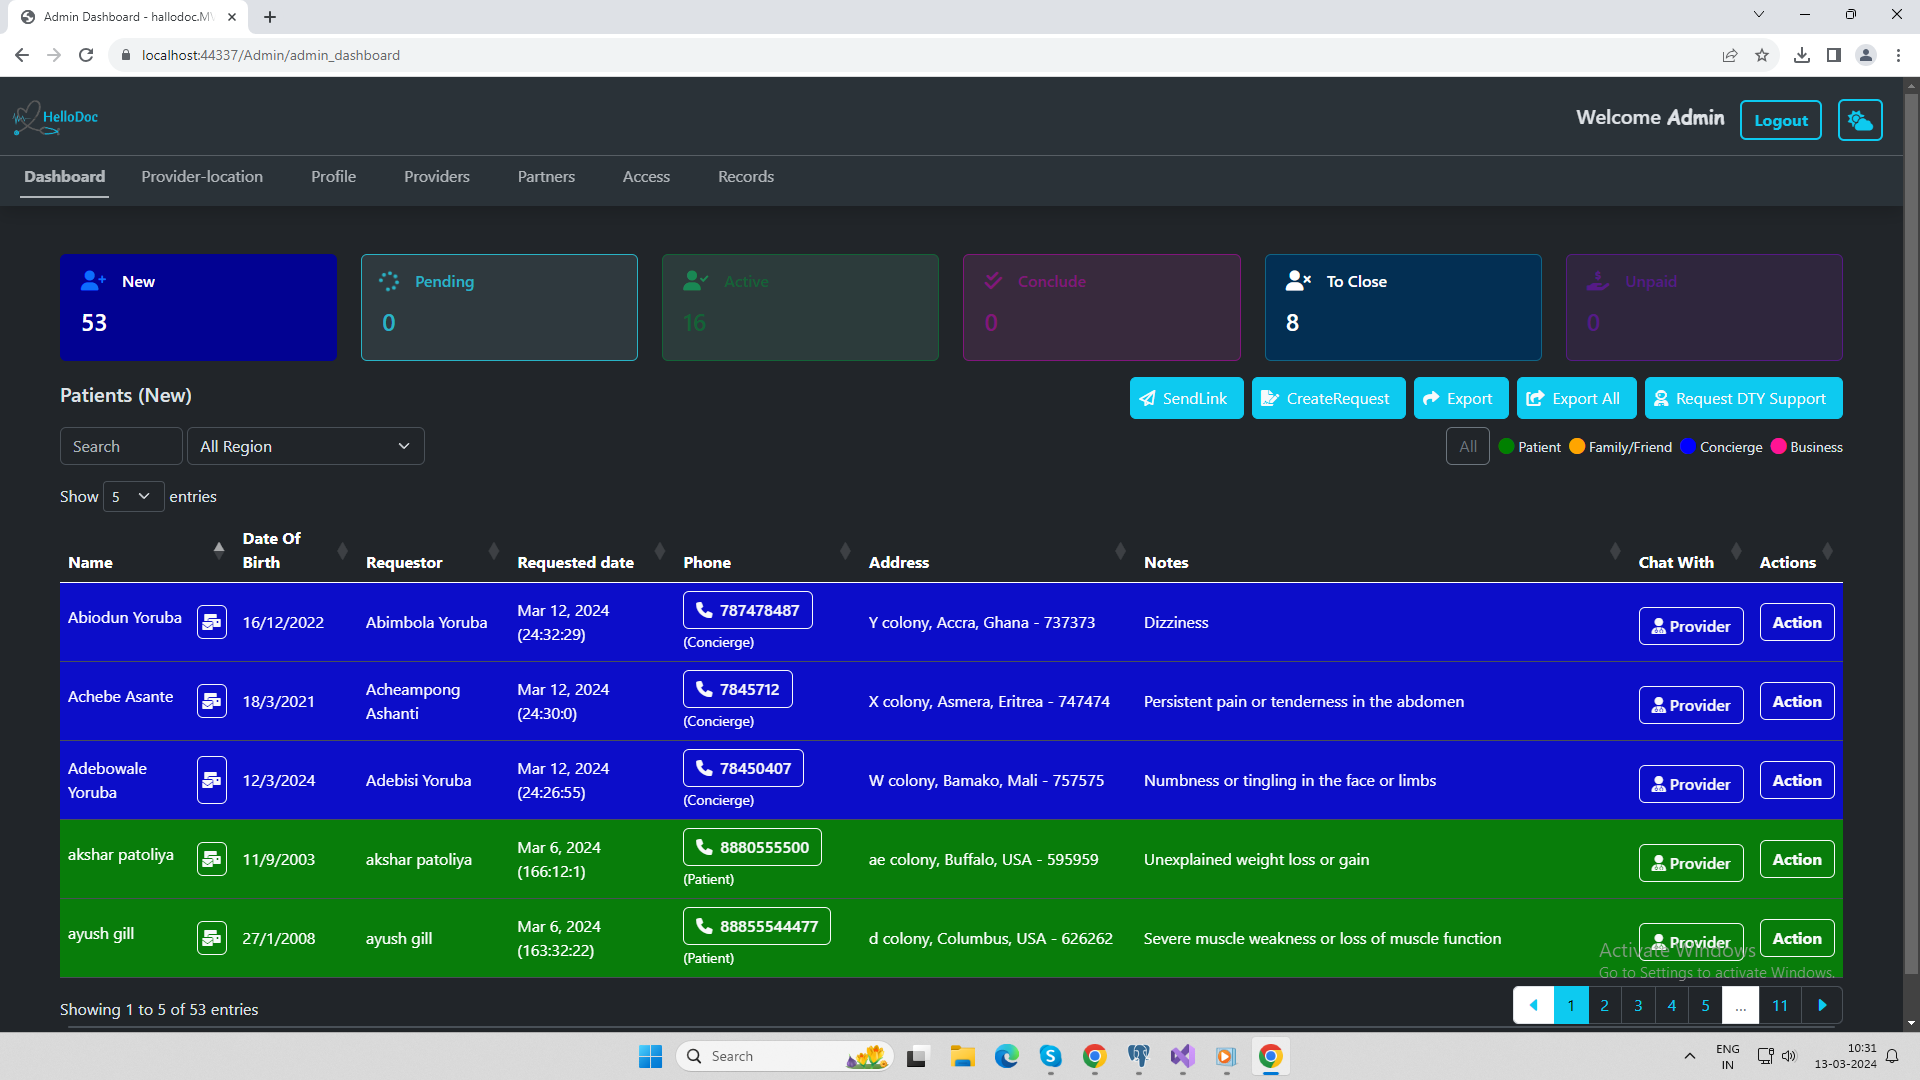 Admin Dashboard - hallodoc.MV
localhost:44337/Admin/admin_dashboard
HelloDoc
Welcome Admin
Logout
Dashboard Provider-location Profile Providers Partners Access Records
New Pending Active Conclude To Close Unpaid
53 0 16 0 8 0
Patients (New)
SendLink CreateRequest Export Export All Request DTY Support
Search All Region All Patient Family/Friend Concierge Business
Show 5 entries
Name Date Of Birth Requestor Requested date Phone Address Notes Chat With Actions
Abiodun Yoruba 16/12/2022 Abimbola Yoruba Mar 12, 2024 (24:32:29) 787478487 (Concierge) Y colony, Accra, Ghana - 737373 Dizziness Provider Action
Achebe Asante 18/3/2021 Acheampong Ashanti Mar 12, 2024 (24:30:0) 7845712 (Concierge) X colony, Asmera, Eritrea - 747474 Persistent pain or tenderness in the abdomen Provider Action
Adebowale Yoruba 12/3/2024 Adebisi Yoruba Mar 12, 2024 (24:26:55) 78450407 (Concierge) W colony, Bamako, Mali - 757575 Numbness or tingling in the face or limbs Provider Action
akshar patoliya 11/9/2003 akshar patoliya Mar 6, 2024 (166:12:1) 8880555500 (Patient) ae colony, Buffalo, USA - 595959 Unexplained weight loss or gain Provider Action
ayush gill 27/1/2008 ayush gill Mar 6, 2024 (163:32:22) 88855544477 (Patient) d colony, Columbus, USA - 626262 Severe muscle weakness or loss of muscle function Provider Action
Activate Windows
Go to Settings to activate Windows.
Showing 1 to 5 of 53 entries
1 2 3 4 5 ... 11
Search
ENG
IN
10:31
13-03-2024